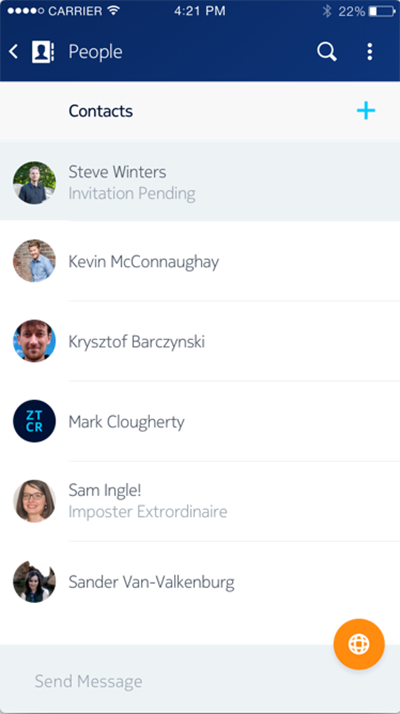 CARRIER 4:21 PM 22%
People
Contacts
Steve Winters
Invitation Pending
Kevin McConnaughay
Krysztof Barczynski
ZT
CR
Mark Clougherty
Sam Ingle!
Imposter Extrordinaire
Sander Van-Valkenburg
Send Message